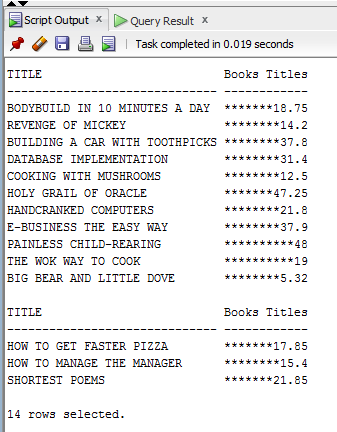 Script Output x Query Result x
Task completed in 0.019 seconds
TITLE Books Titles
------------------------------ ------------
BODYBUILD IN 10 MINUTES A DAY *******18.75
REVENGE OF MICKEY ********14.2
BUILDING A CAR WITH TOOTHPICKS ********37.8
DATABASE IMPLEMENTATION ********31.4
COOKING WITH MUSHROOMS ********12.5
HOLY GRAIL OF ORACLE *******47.25
HANDCRANKED COMPUTERS ********21.8
E-BUSINESS THE EASY WAY ********37.9
PAINLESS CHILD-REARING **********48
THE WOK WAY TO COOK **********19
BIG BEAR AND LITTLE DOVE ********5.32
TITLE Books Titles
------------------------------ ------------
HOW TO GET FASTER PIZZA *******17.85
HOW TO MANAGE THE MANAGER ********15.4
SHORTEST POEMS *******21.85
14 rows selected.